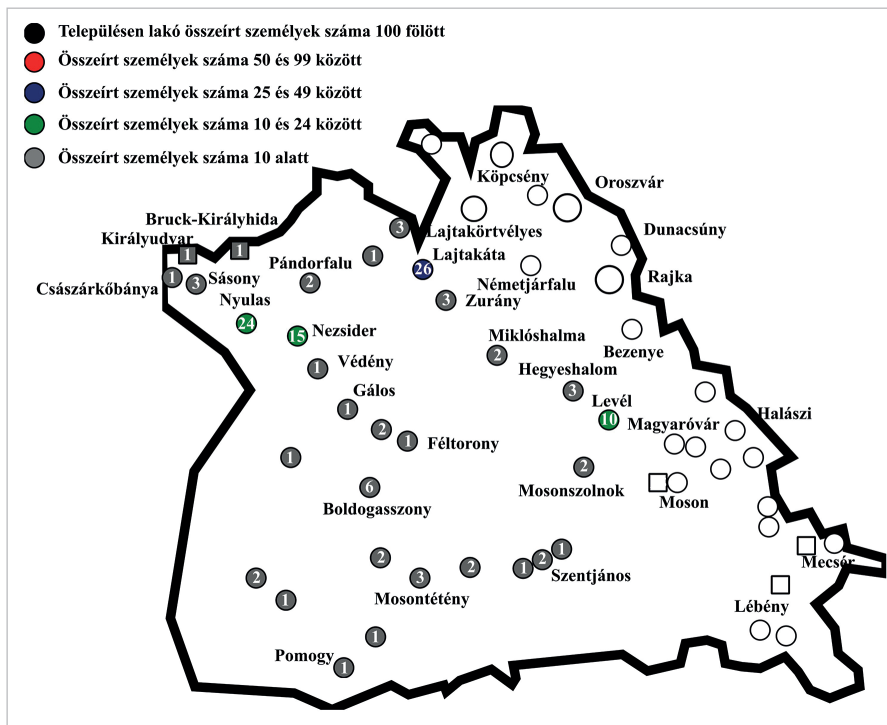 Településen lakó összeírt személyek száma 100 fölött
Összeírt személyek száma 50 és 99 között
Összeírt személyek száma 25 és 49 között
Összeírt személyek száma 10 és 24 között
Összeírt személyek száma 10 alatt
Köpcsény
Oroszvár
Bruck-Királyhida
3
Lajtakörtvélyes
Dunacsúny
Királyudvar
1
1
1
Lajtakáta
Pándorfalu
26
Császárkőbánya
1
3
Sásony
2
Németjárfalu
Rajka
Nyulas
3
Zurány
24
15
Nezsider
Miklóshalma
2
Bezenye
Védény
1
Hegyeshalom
3
Gálos
1
Levél
10
Magyaróvár
Halászi
2
1
Féltorony
1
2
6
Mosonszolnok
Moson
Boldogasszony
2
2
3
2
1
2
1
Szentjános
Mecsér
Mosontétény
1
Lébény
1
Pomogy
1